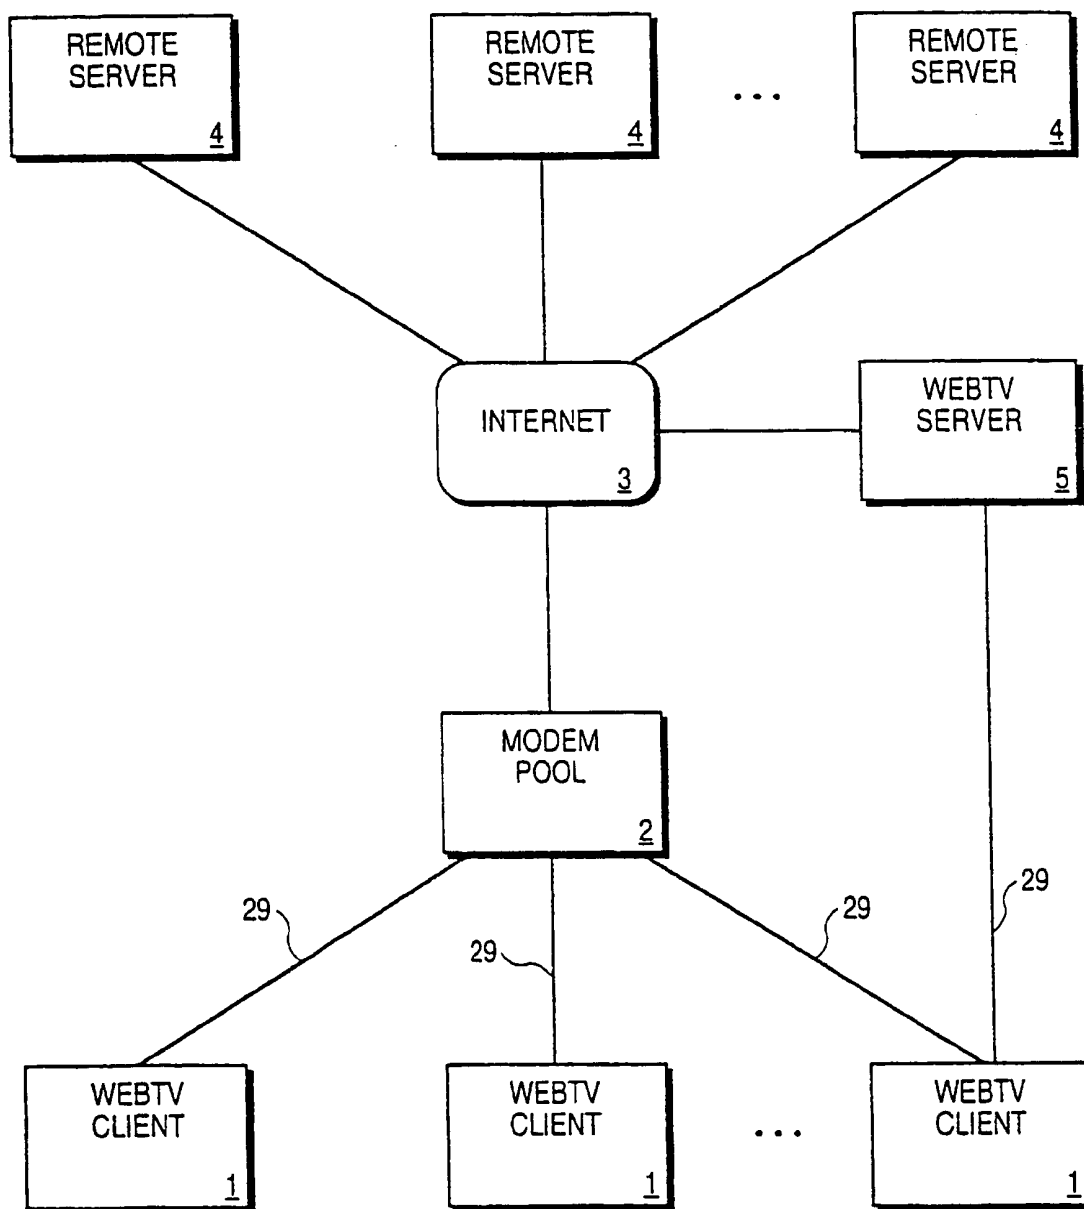 REMOTE
SERVER
4
REMOTE
SERVER
4
...
REMOTE
SERVER
4
INTERNET
3
WEBTV
SERVER
5
MODEM
POOL
2
29
29
29
29
WEBTV
CLIENT
1
WEBTV
CLIENT
1
...
WEBTV
CLIENT
1